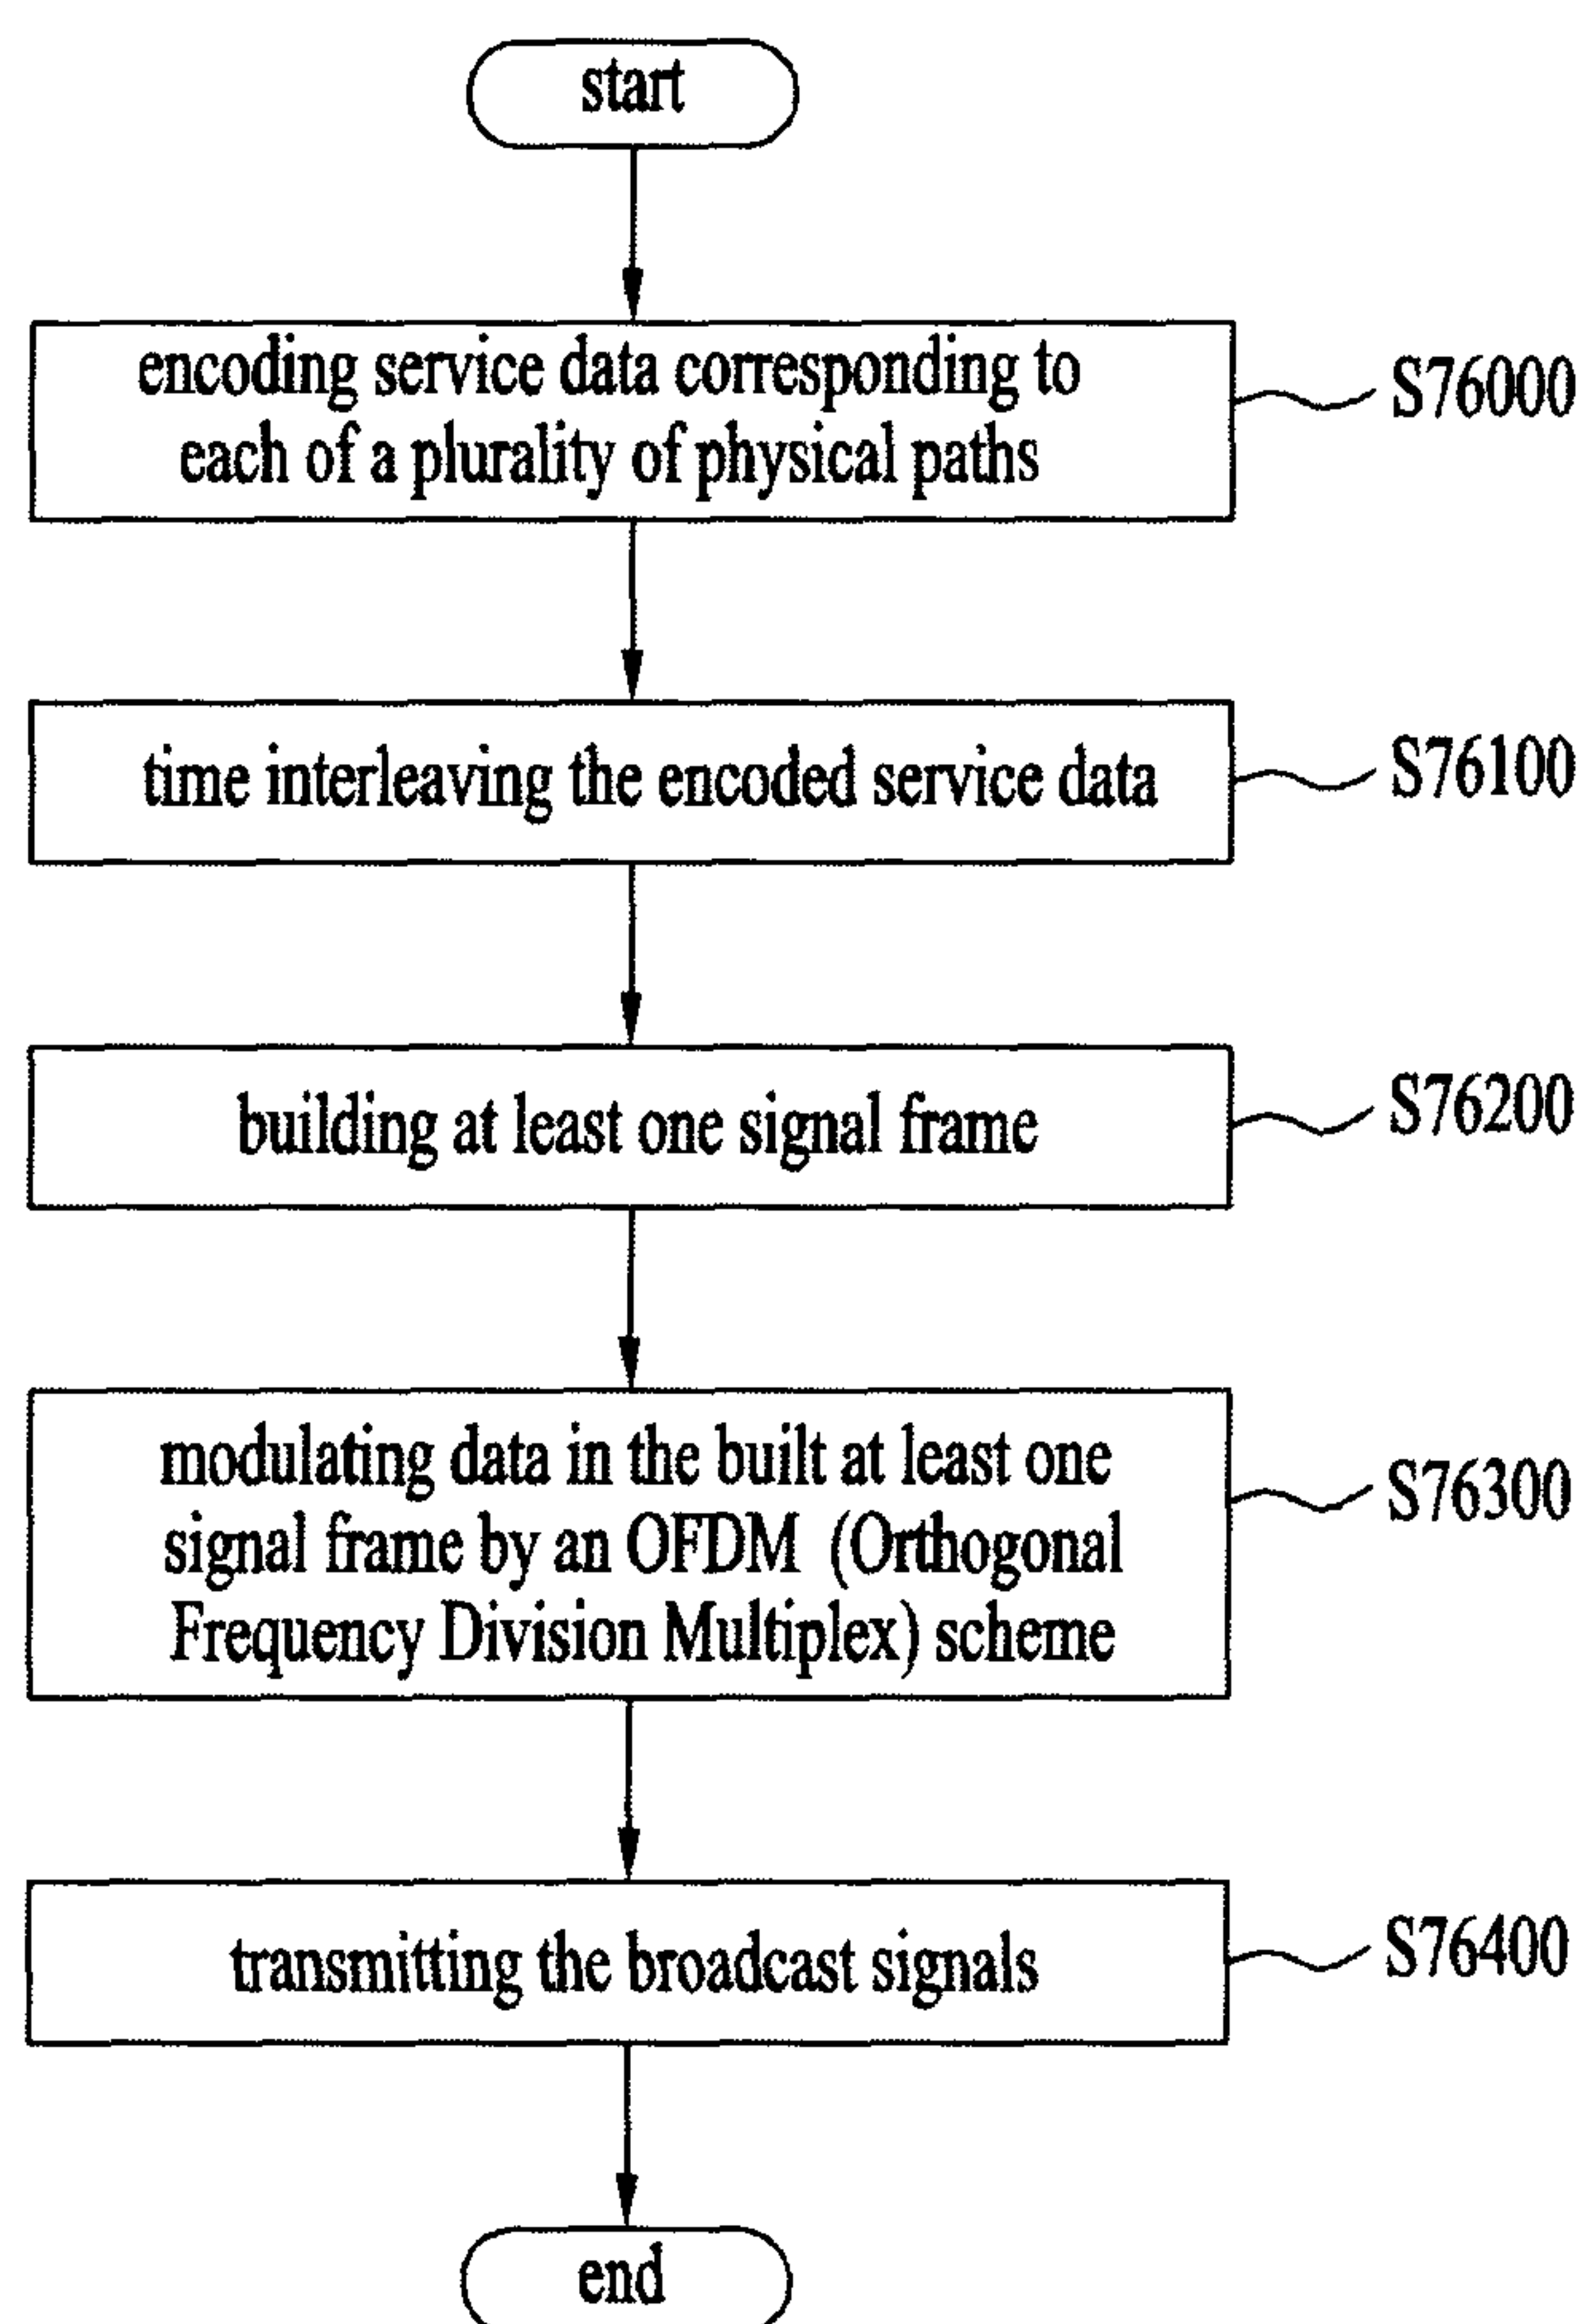 start
encoding service data corresponding to
each of a plurality of physical paths
S76000
time interleaving the encoded service data
S76100
building at least one signal frame
S76200
modulating data in the built at least one
signal frame by an OFDM (Orthogonal
Frequency Division Multiplex) scheme
S76300
transmitting the broadcast signals
S76400
end